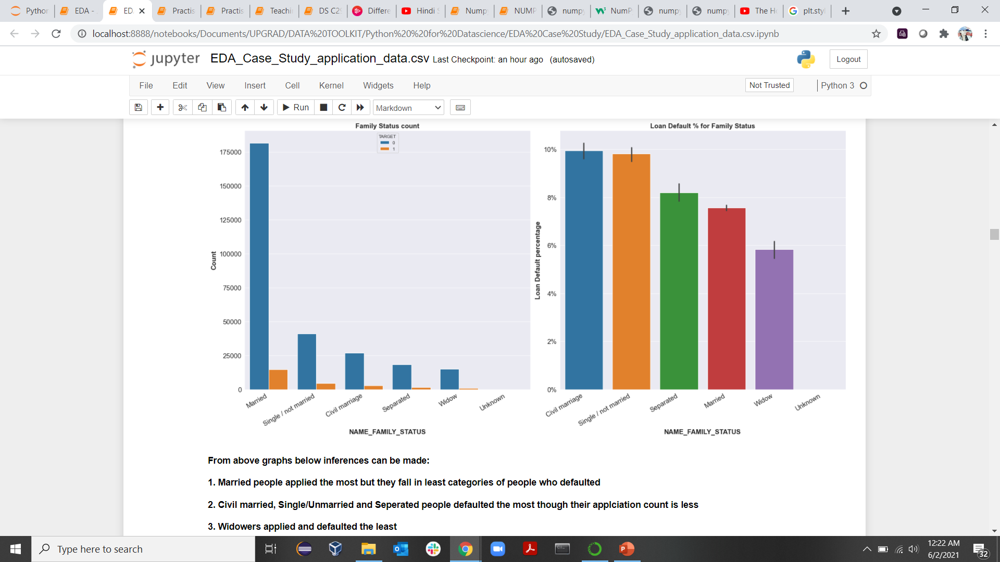 Python
EDA -
ED
Practis
Practis
Teachi
DS C29
Differe
Hindi S
Nump
NUMP
numpy
NumP
numpy
numpy
The Ho
plt.styl
localhost:8888/notebooks/Documents/UPGRAD/DATA%20TOOLKIT/Python%20%20for%20Datascience/EDA%20Case%20Study/EDA_Case_Study_application_data.csv.ipynb
jupyter EDA_Case_Study_application_data.csv Last Checkpoint: an hour ago (autosaved)
Logout
File Edit View Insert Cell Kernel Widgets Help
Not Trusted
Python 3
Run
Markdown
Family Status count
TARGET
0
1
175000
150000
125000
100000
75000
50000
25000
0
Count
Married
Single / not married
Civil marriage
Separated
Widow
Unknown
NAME_FAMILY_STATUS
Loan Default % for Family Status
10%
8%
6%
4%
2%
0%
Loan Default percentage
Civil marriage
Single / not married
Separated
Married
Widow
Unknown
NAME_FAMILY_STATUS
From above graphs below inferences can be made:
1. Married people applied the most but they fall in least categories of people who defaulted
2. Civil married, Single/Unmarried and Seperated people defaulted the most though their applciation count is less
3. Widowers applied and defaulted the least
Type here to search
12:22 AM
6/2/2021
32